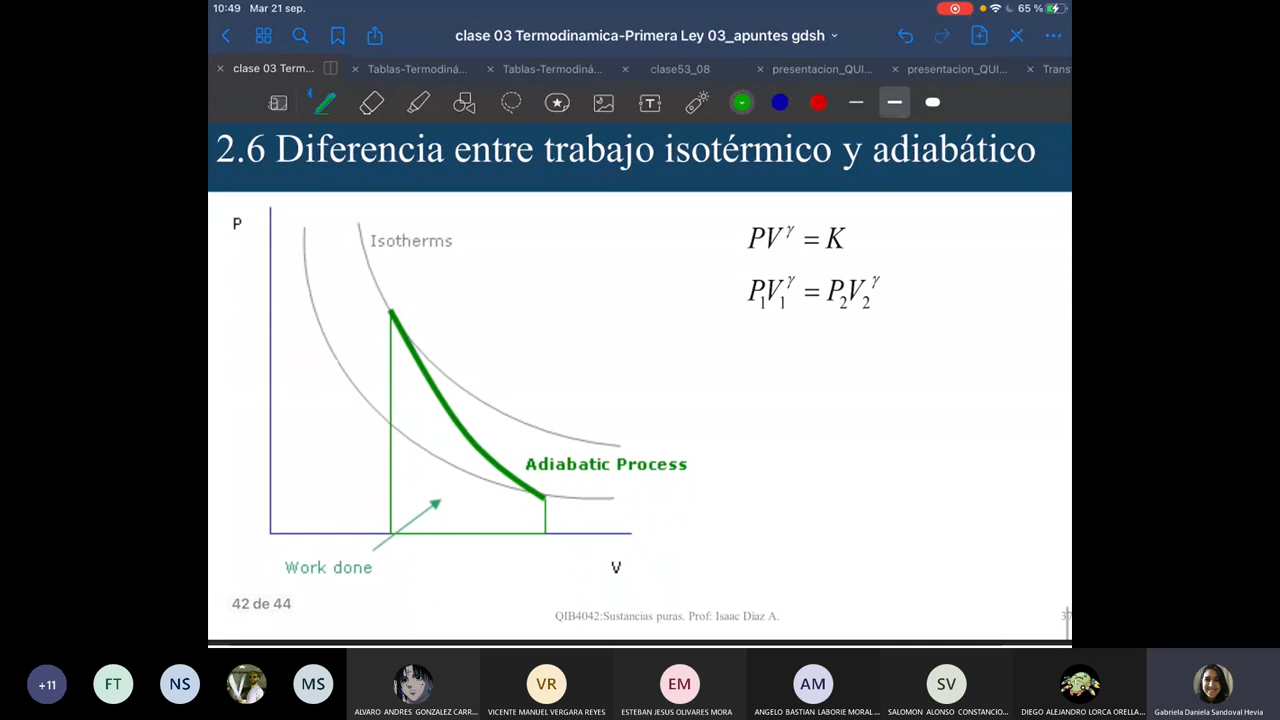 10:49 Mar 21 sep.
65 %
clase 03 Termodinamica-Primera Ley 03_apuntes gdsh
clase 03 Term...
Tablas-Termodiná...
Tablas-Termodiná...
clase53_08
presentacion_QUI...
presentacion_QUI...
Trans
2.6 Diferencia entre trabajo isotérmico y adiabático
P
Isotherms
PV^γ = K
P₁V₁^γ = P₂V₂^γ
Adiabatic Process
Work done
V
42 de 44
QIB4042:Sustancias puras. Prof: Isaac Diaz A.
37
+11
FT
NS
MS
VR
EM
AM
SV
ALVARO ANDRES GONZALEZ CARR...
VICENTE MANUEL VERGARA REYES
ESTEBAN JESUS OLIVARES MORA
ANGELO BASTIAN LABORIE MORAL...
SALOMON ALONSO CONSTANCIO...
DIEGO ALEJANDRO LORCA ORELLA...
Gabriela Daniela Sandoval Hevia